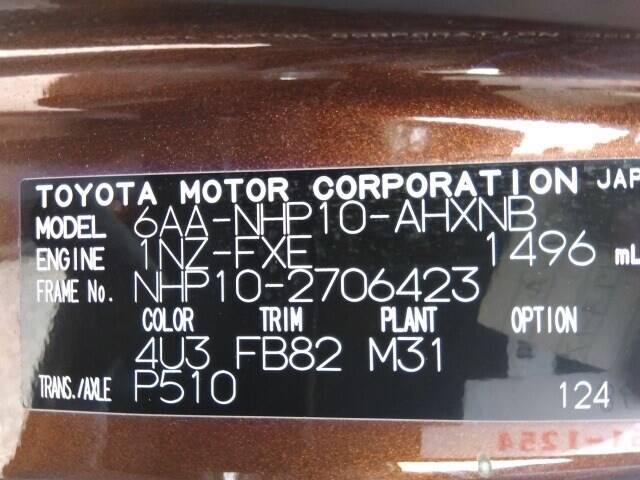 TOYOTA MOTOR CORPORATION JAP
MODEL 6AA-NHP10-AHXNB
ENGINE 1NZ-FXE 1496 mL
FRAME No. NHP10-2706423
COLOR TRIM PLANT OPTION
4U3 FB82 M31
TRANS./AXLE P510 124